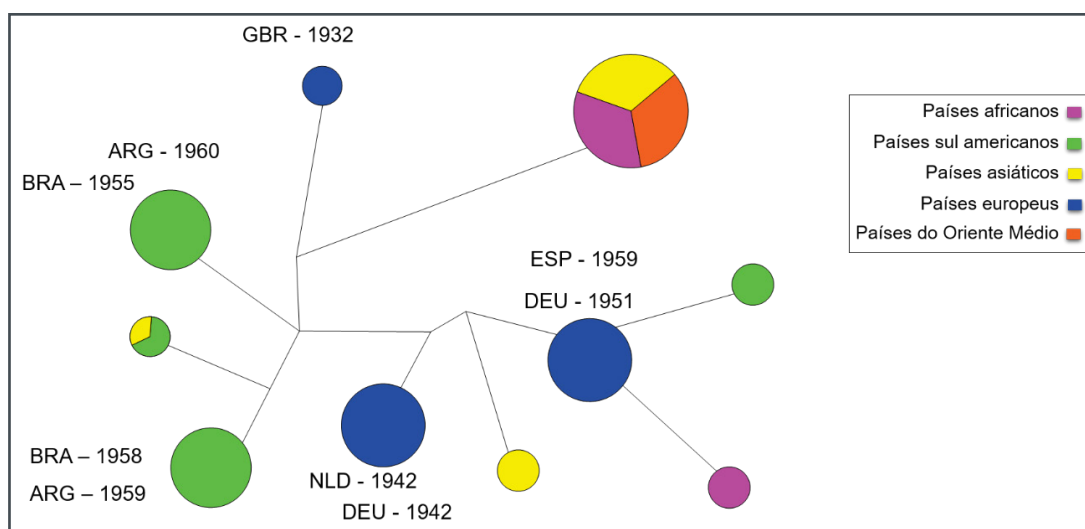 GBR - 1932
ARG - 1960
BRA – 1955
Países africanos
Países sul americanos
Países asiáticos
Países europeus
Países do Oriente Médio
ESP - 1959
DEU - 1951
BRA – 1958
ARG – 1959
NLD - 1942
DEU - 1942